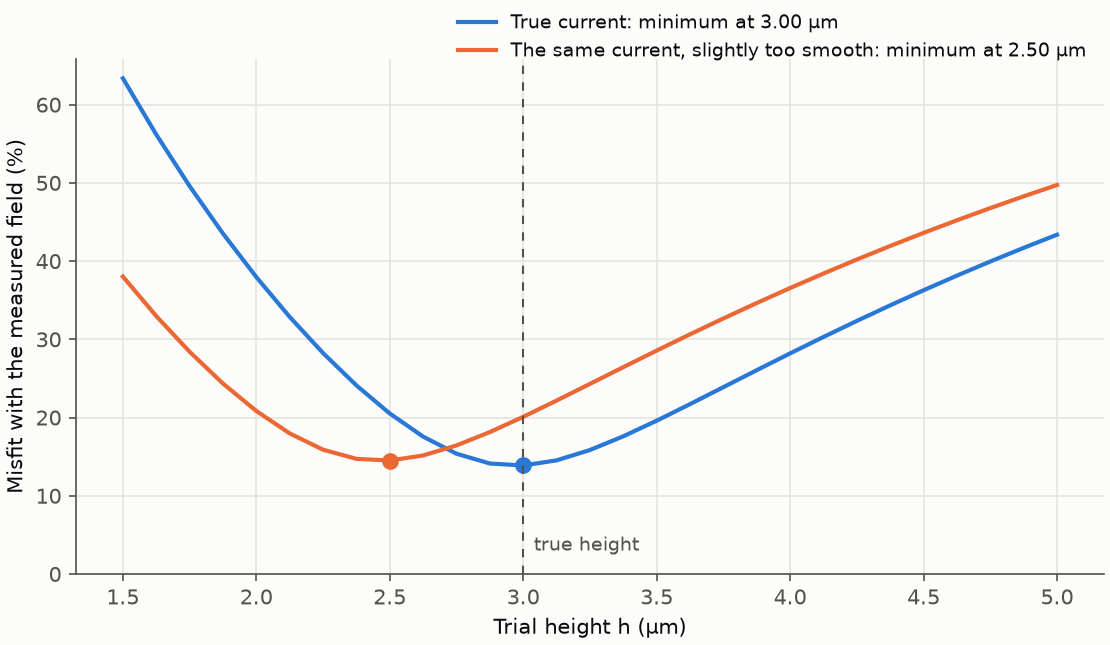 True current: minimum at 3.00 µm
The same current, slightly too smooth: minimum at 2.50 µm
Misfit with the measured field (%)
60
50
40
30
20
10
0
true height
1.5 2.0 2.5 3.0 3.5 4.0 4.5 5.0
Trial height h (µm)